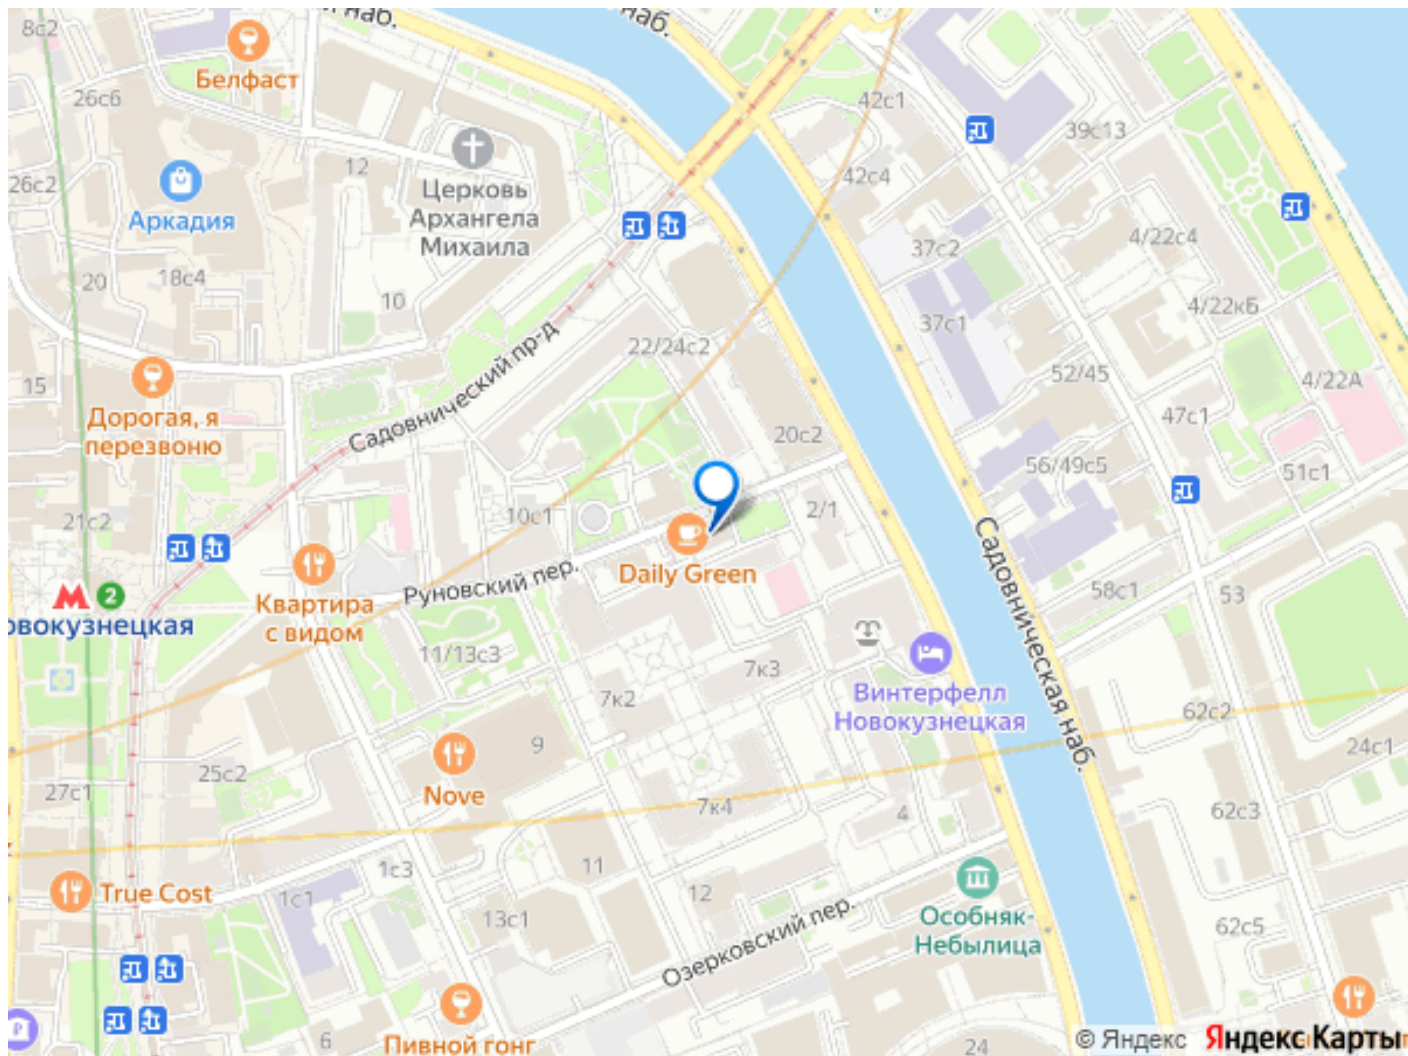 8с2
наб.
наб.
Белфаст
26с6
42с1
39с13
12
Церковь
Архангела
Михаила
42с4
26с2
Аркадия
37с2
4/22с4
20
18с4
10
4/22кБ
37с1
Садовнический пр-д
22/24с2
52/45
4/22А
15
Дорогая, я
перезвоню
47с1
20с2
56/49с5
51с1
21с2
10с1
2/1
Садовническая наб.
Daily Green
Руновский пер.
2
овокузнецкая
Квартира
с видом
58с1
53
11/13с3
7к3
7к2
Винтерфелл
Новокузнецкая
62с2
9
24с1
25с2
27с1
Nove
7к4
4
62с3
11
1с3
True Cost
1с1
12
13с1
Озерковский пер.
Особняк-
Небылица
62с5
6
Пивной гонг
24
© Яндекс Яндекс Карты